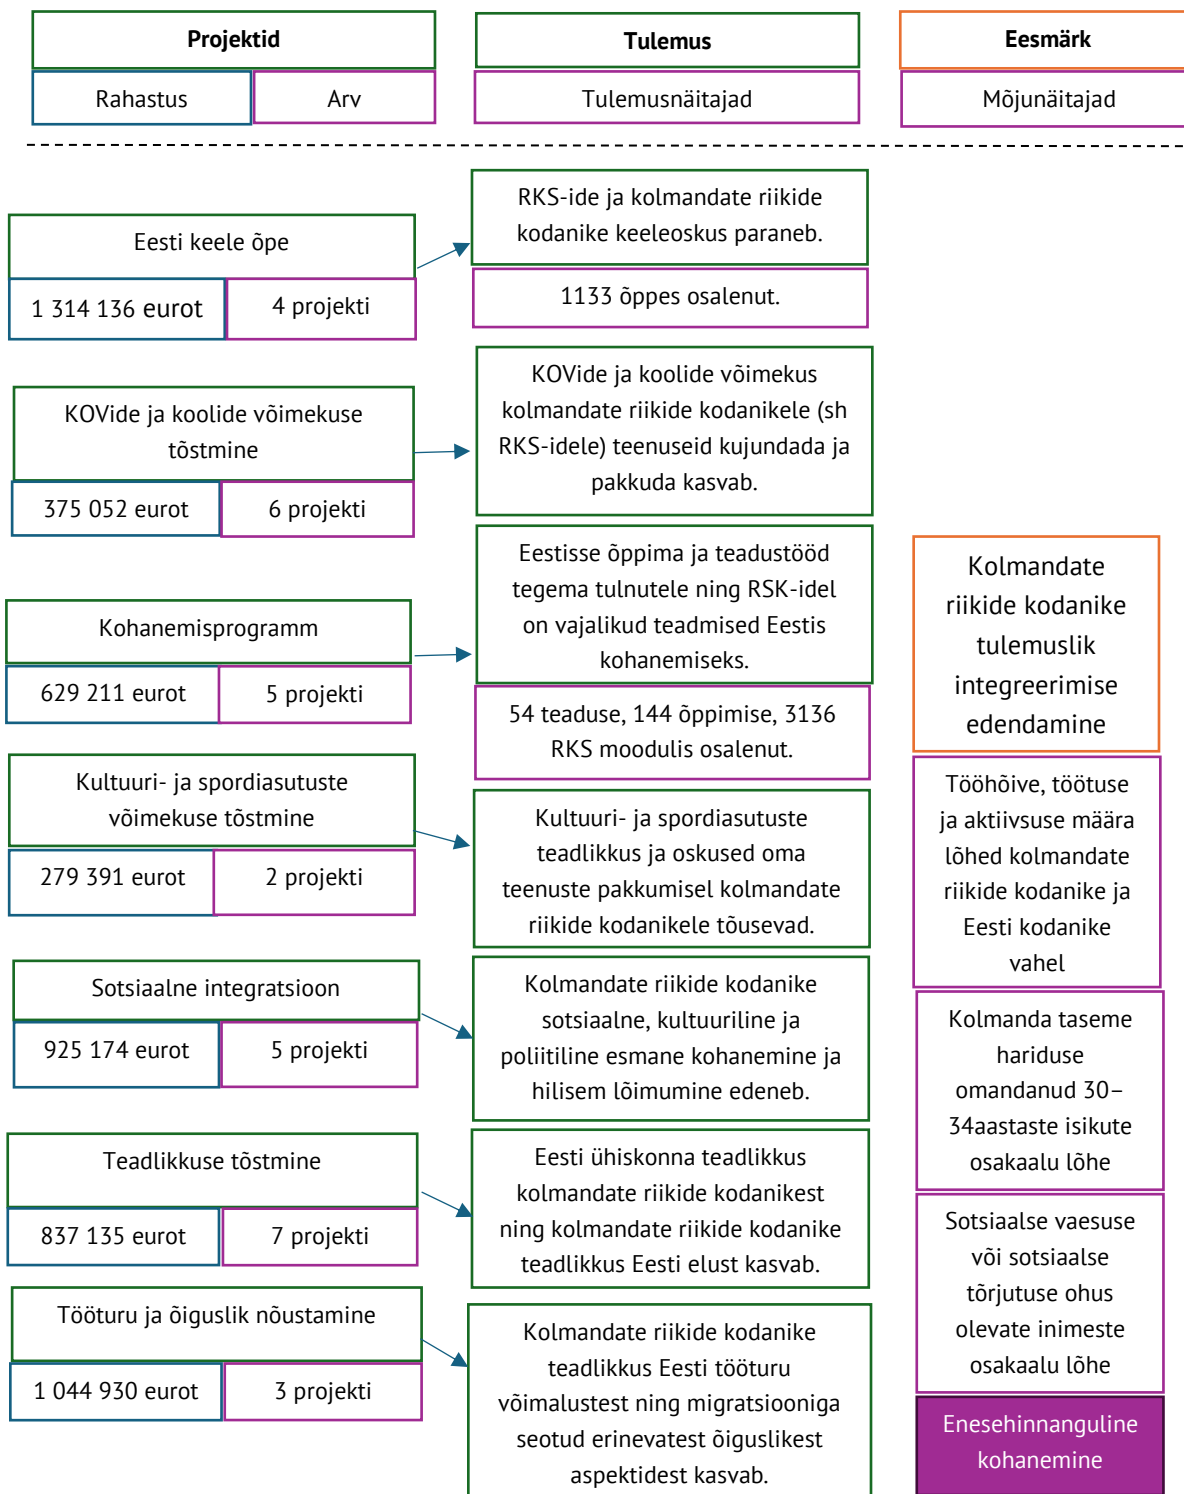 Projektid
Rahastus
Arv
Tulemus
Tulemusnäitajad
Eesmärk
Mõjunäitajad
Eesti keele õpe
1 314 136 eurot
4 projekti
RKS-ide ja kolmandate riikide
kodanike keeleoskus paraneb.
1133 õppes osalenut.
KOVide ja koolide võimekuse
tõstmine
375 052 eurot
6 projekti
KOVide ja koolide võimekus
kolmandate riikide kodanikele (sh
RKS-idele) teenuseid kujundada ja
pakkuda kasvab.
Kohanemisprogramm
629 211 eurot
5 projekti
Eestisse õppima ja teadustööd
tegema tulnutele ning RSK-idel
on vajalikud teadmised Eestis
kohanemiseks.
54 teaduse, 144 õppimise, 3136
RKS moodulis osalenut.
Kultuuri- ja spordiasutuste
võimekuse tõstmine
279 391 eurot
2 projekti
Kultuuri- ja spordiasutuste
teadlikkus ja oskused oma
teenuste pakkumisel kolmandate
riikide kodanikele tõusevad.
Sotsiaalne integratsioon
925 174 eurot
5 projekti
Kolmandate riikide kodanike
sotsiaalne, kultuuriline ja
poliitiline esmane kohanemine ja
hilisem lõimumine edeneb.
Teadlikkuse tõstmine
837 135 eurot
7 projekti
Eesti ühiskonna teadlikkus
kolmandate riikide kodanikest
ning kolmandate riikide kodanike
teadlikkus Eesti elust kasvab.
Tööturu ja õiguslik nõustamine
1 044 930 eurot
3 projekti
Kolmandate riikide kodanike
teadlikkus Eesti tööturu
võimalustest ning migratsiooniga
seotud erinevatest õiguslikest
aspektidest kasvab.
Kolmandate
riikide kodanike
tulemuslik
integreerimise
edendamine
Tööhõive, töötuse
ja aktiivsuse määra
lõhed kolmandate
riikide kodanike ja
Eesti kodanike
vahel
Kolmanda taseme
hariduse
omandanud 30–
34aastaste isikute
osakaalu lõhe
Sotsiaalse vaesuse
või sotsiaalse
tõrjutuse ohus
olevate inimeste
osakaalu lõhe
Enesehinnanguline
kohanemine